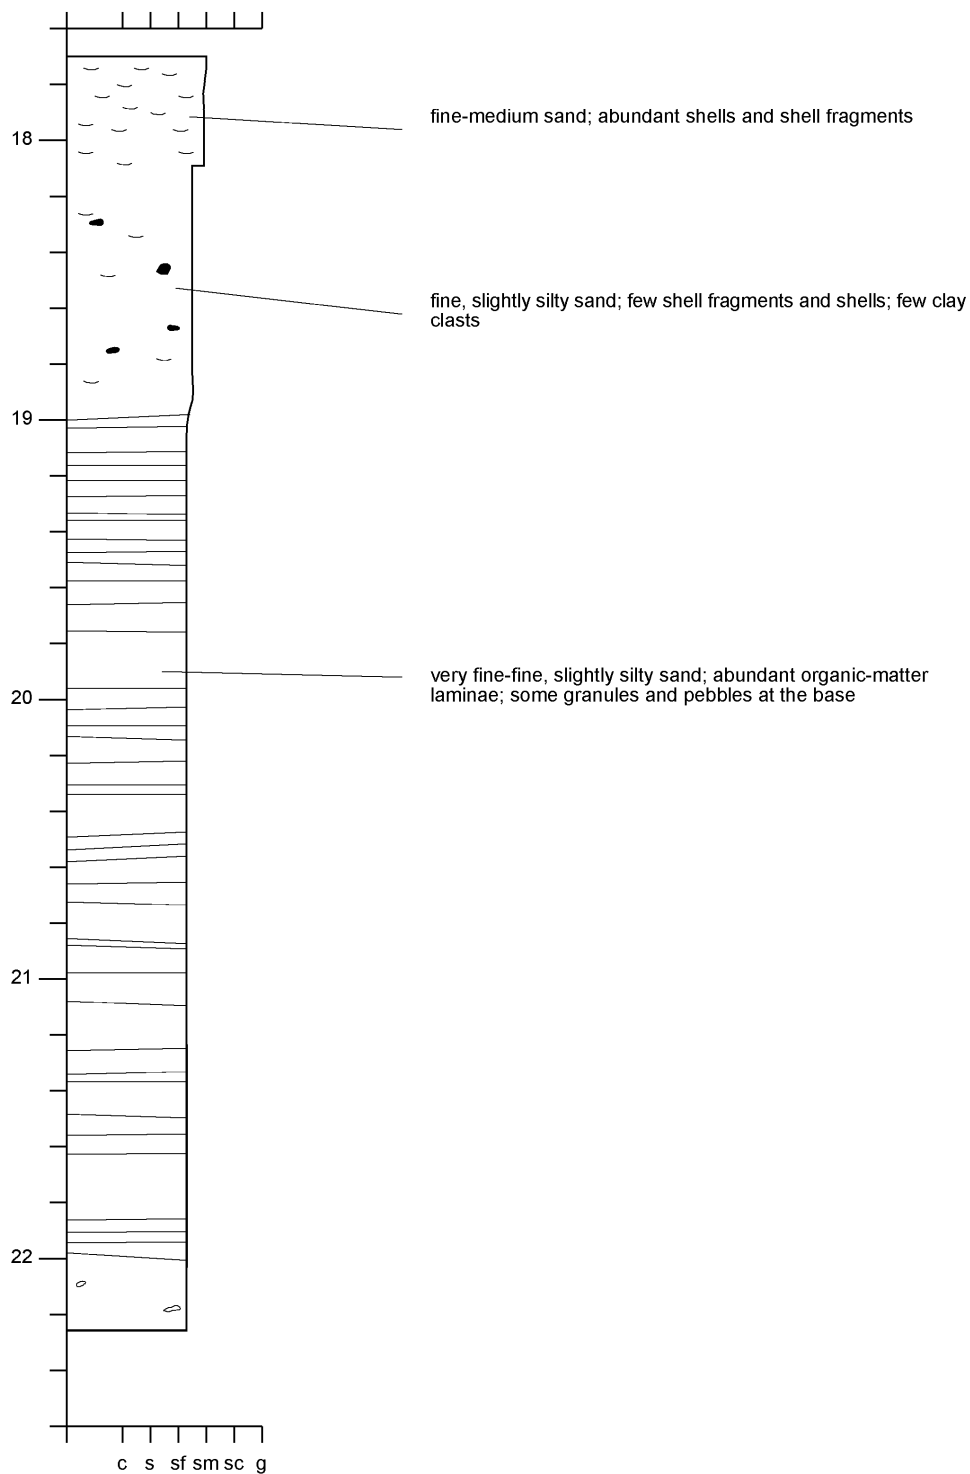 fine-medium sand; abundant shells and shell fragments
18
fine, slightly silty sand; few shell fragments and shells; few clay
clasts
19
very fine-fine, slightly silty sand; abundant organic-matter
laminae; some granules and pebbles at the base
20
21
22
c s sf sm sc g